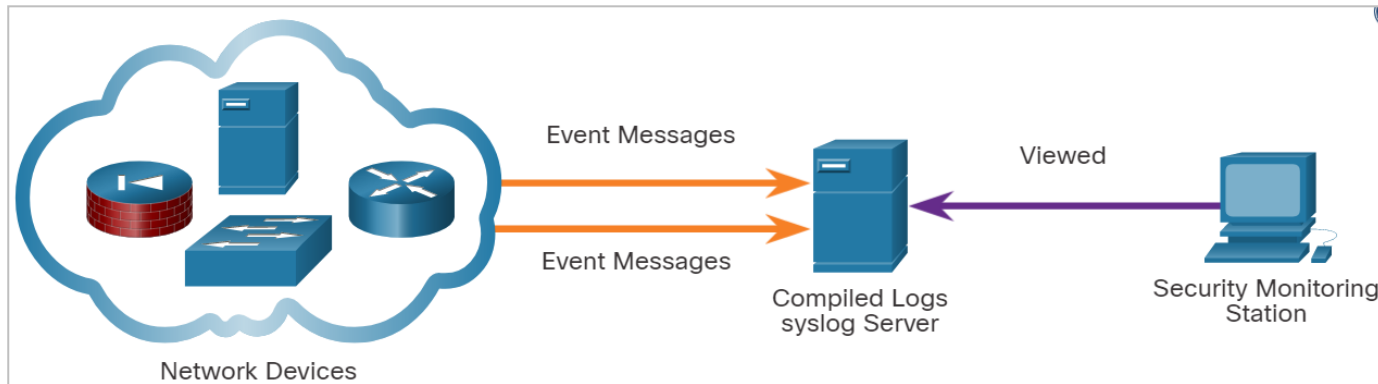 Event Messages
Event Messages
Viewed
Compiled Logs
syslog Server
Security Monitoring
Station
Network Devices